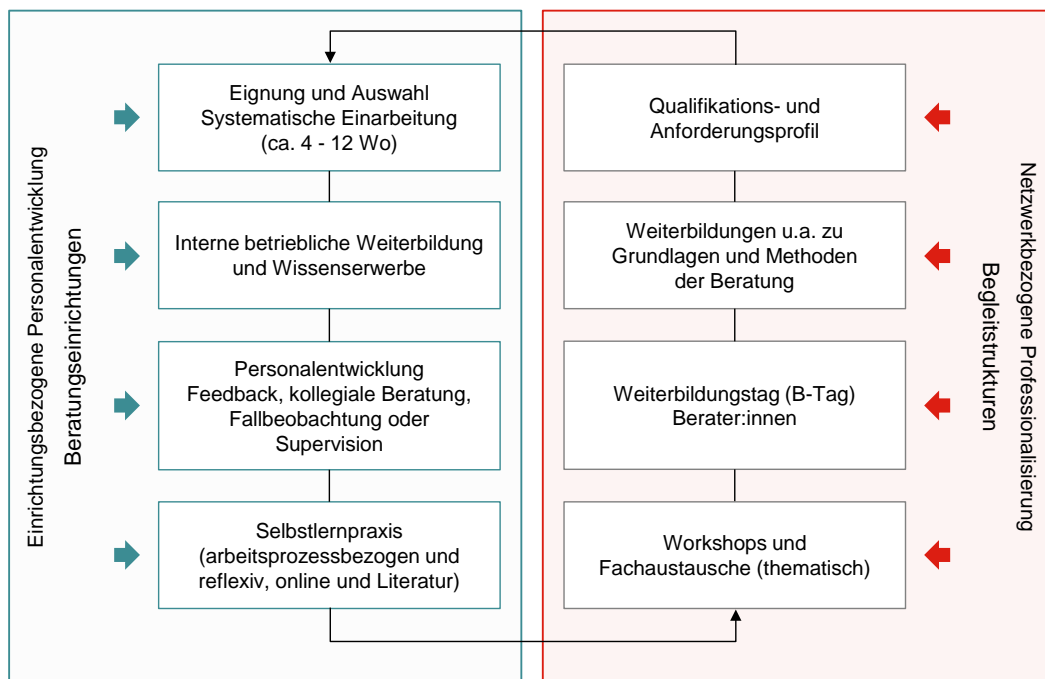 Einrichtungsbezogene Personalentwicklung
Beratungseinrichtungen
Eignung und Auswahl
Systematische Einarbeitung
(ca. 4 - 12 Wo)
Interne betriebliche Weiterbildung
und Wissenserwerbe
Personalentwicklung
Feedback, kollegiale Beratung,
Fallbeobachtung oder
Supervision
Selbstlernpraxis
(arbeitsprozessbezogen und
reflexiv, online und Literatur)
Qualifikations- und
Anforderungsprofil
Weiterbildungen u.a. zu
Grundlagen und Methoden
der Beratung
Weiterbildungstag (B-Tag)
Berater:innen
Workshops und
Fachaustausche (thematisch)
Netzwerkbezogene Professionalisierung
Begleitstrukturen